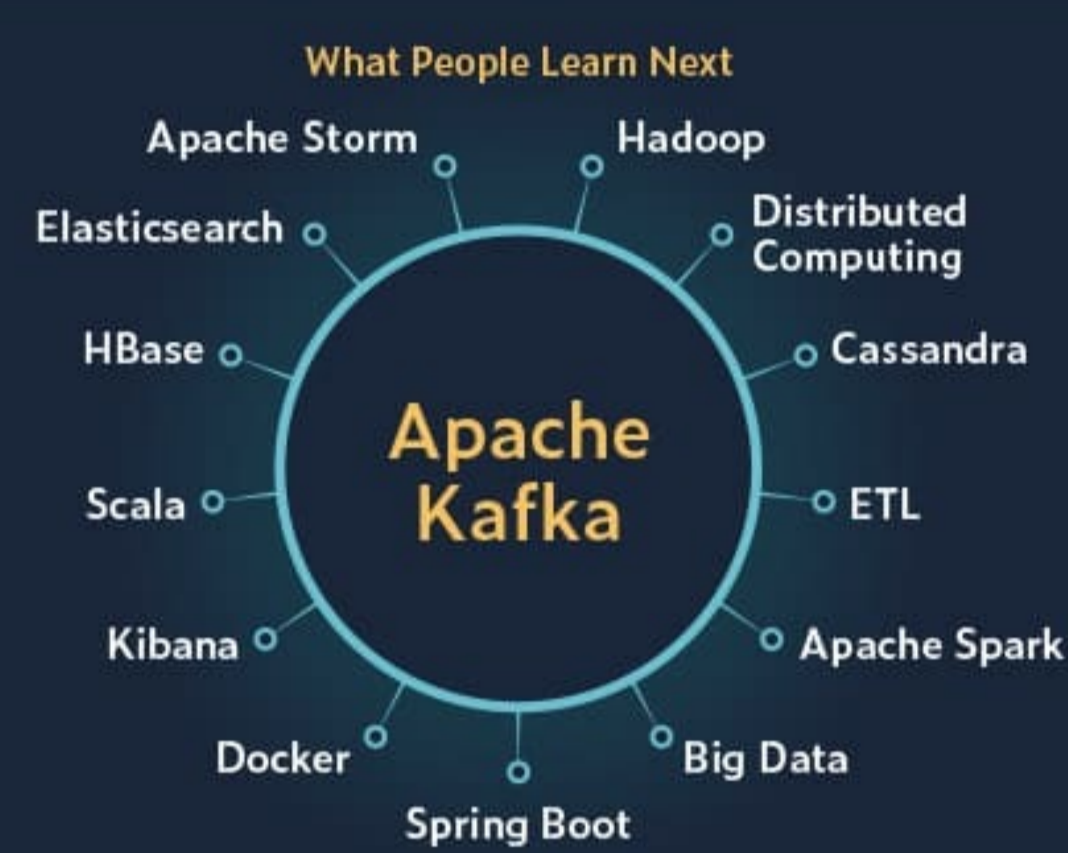 What People Learn Next
Apache Storm
Hadoop
Elasticsearch
Distributed
Computing
HBase
Cassandra
Apache
Kafka
Scala
ETL
Kibana
Apache Spark
Docker
Big Data
Spring Boot